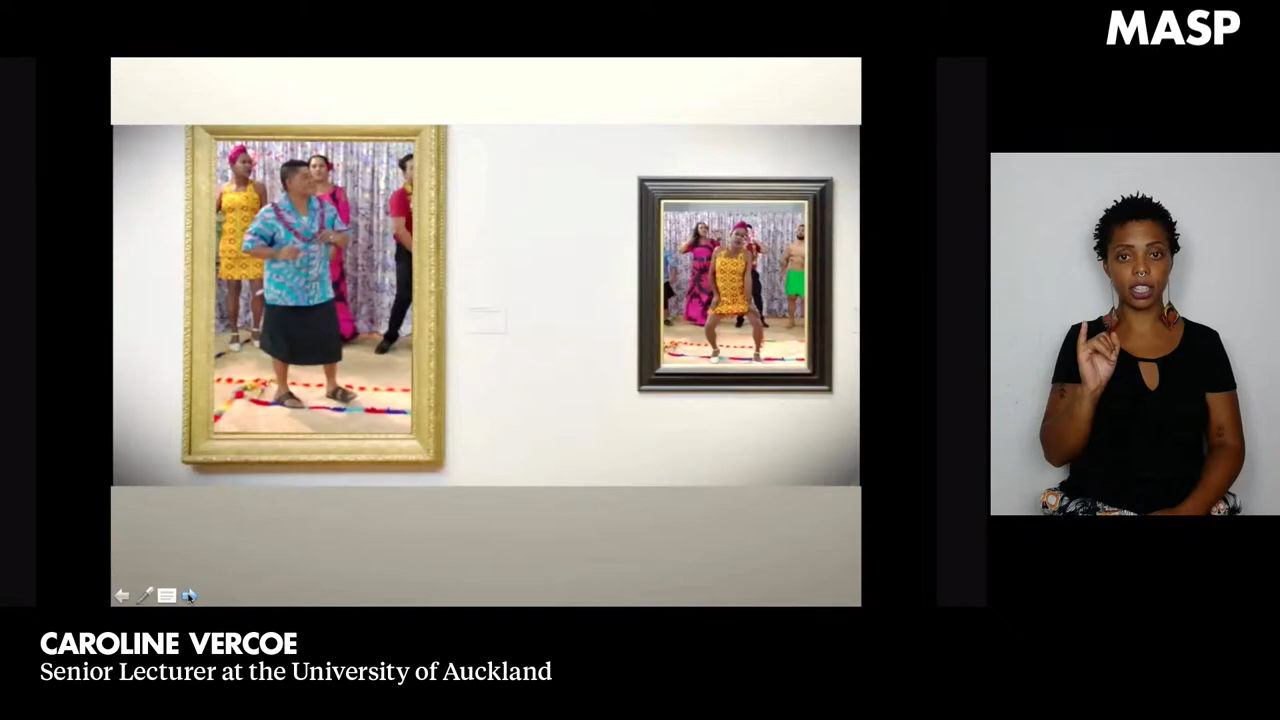 MASP
CAROLINE VERCOE
Senior Lecturer at the University of Auckland